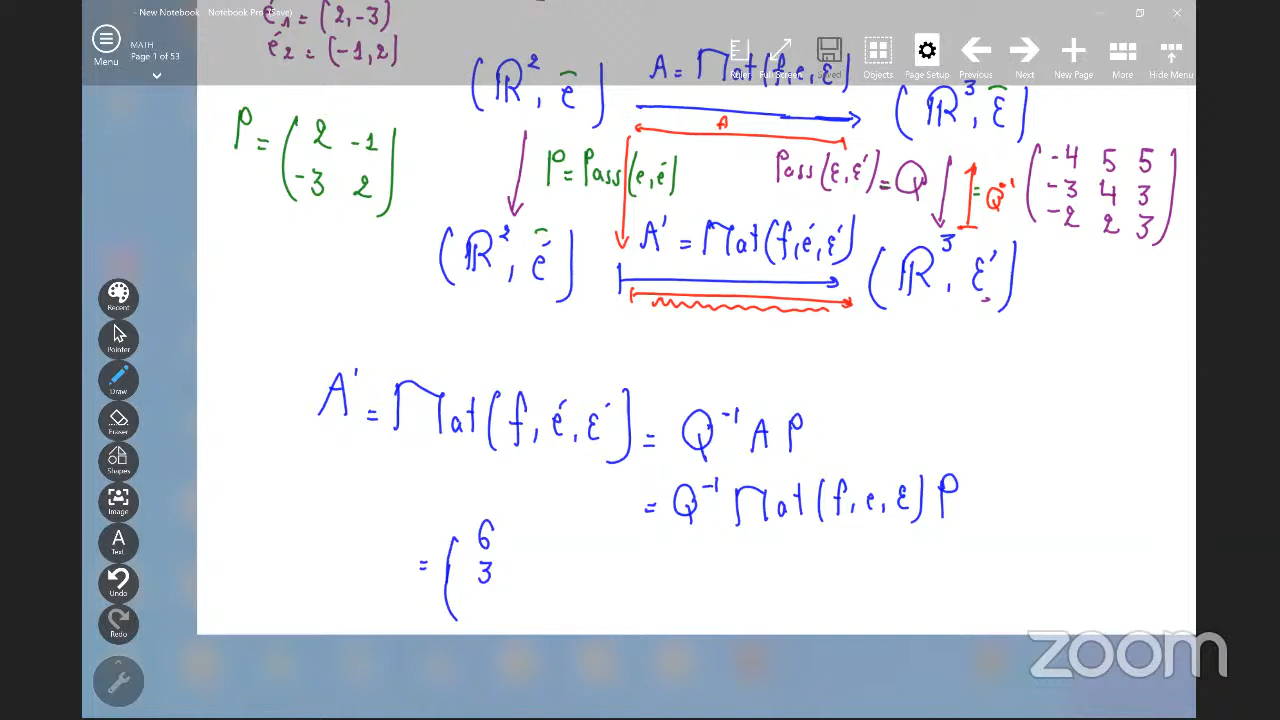 - New Notebook - Notebook Pro (Save)
Menu
MATH
Page 1 of 53
Ruler
Full Screen
Saved
Objects
Page Setup
Previous
Next
New Page
More
Hide Menu
é₁ = (2, -3)
é₂ = (-1, 2)
(ℝ², e)
A = Mat(f, e, ε)
(ℝ³, ε)
A
P = ( 2 -1
-3 2 )
P = Pass(e, é)
Pass(ε, ε') = Q
= Q⁻¹
( -4 5 5
-3 4 3
-2 2 3 )
(ℝ², é)
A' = Mat(f, é, ε')
(ℝ³, ε')
A' = Mat(f, é, ε') = Q⁻¹ A P
= Q⁻¹ Mat(f, e, ε) P
= ( 6
3
Recent
Pointer
Draw
Eraser
Shapes
Image
Text
Undo
Redo
zoom